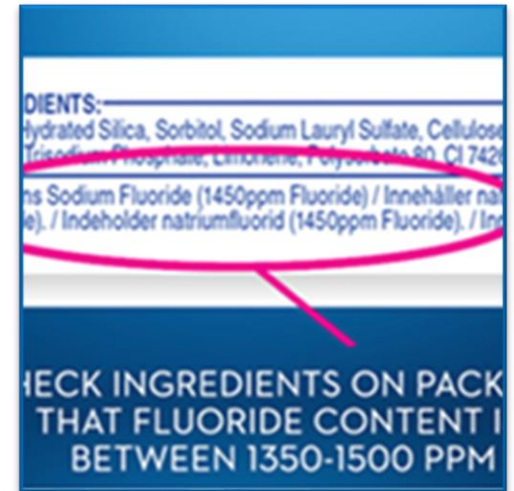 DIENTS:
Hydrated Silica, Sorbitol, Sodium Lauryl Sulfate, Cellulose
Trisodium Phosphate, Limonene, Polysorbate 80, CI 742
ns Sodium Fluoride (1450ppm Fluoride) / Innehåller na
e). / Indeholder natriumfluorid (1450ppm Fluoride). / In
HECK INGREDIENTS ON PACK
THAT FLUORIDE CONTENT I
BETWEEN 1350-1500 PPM